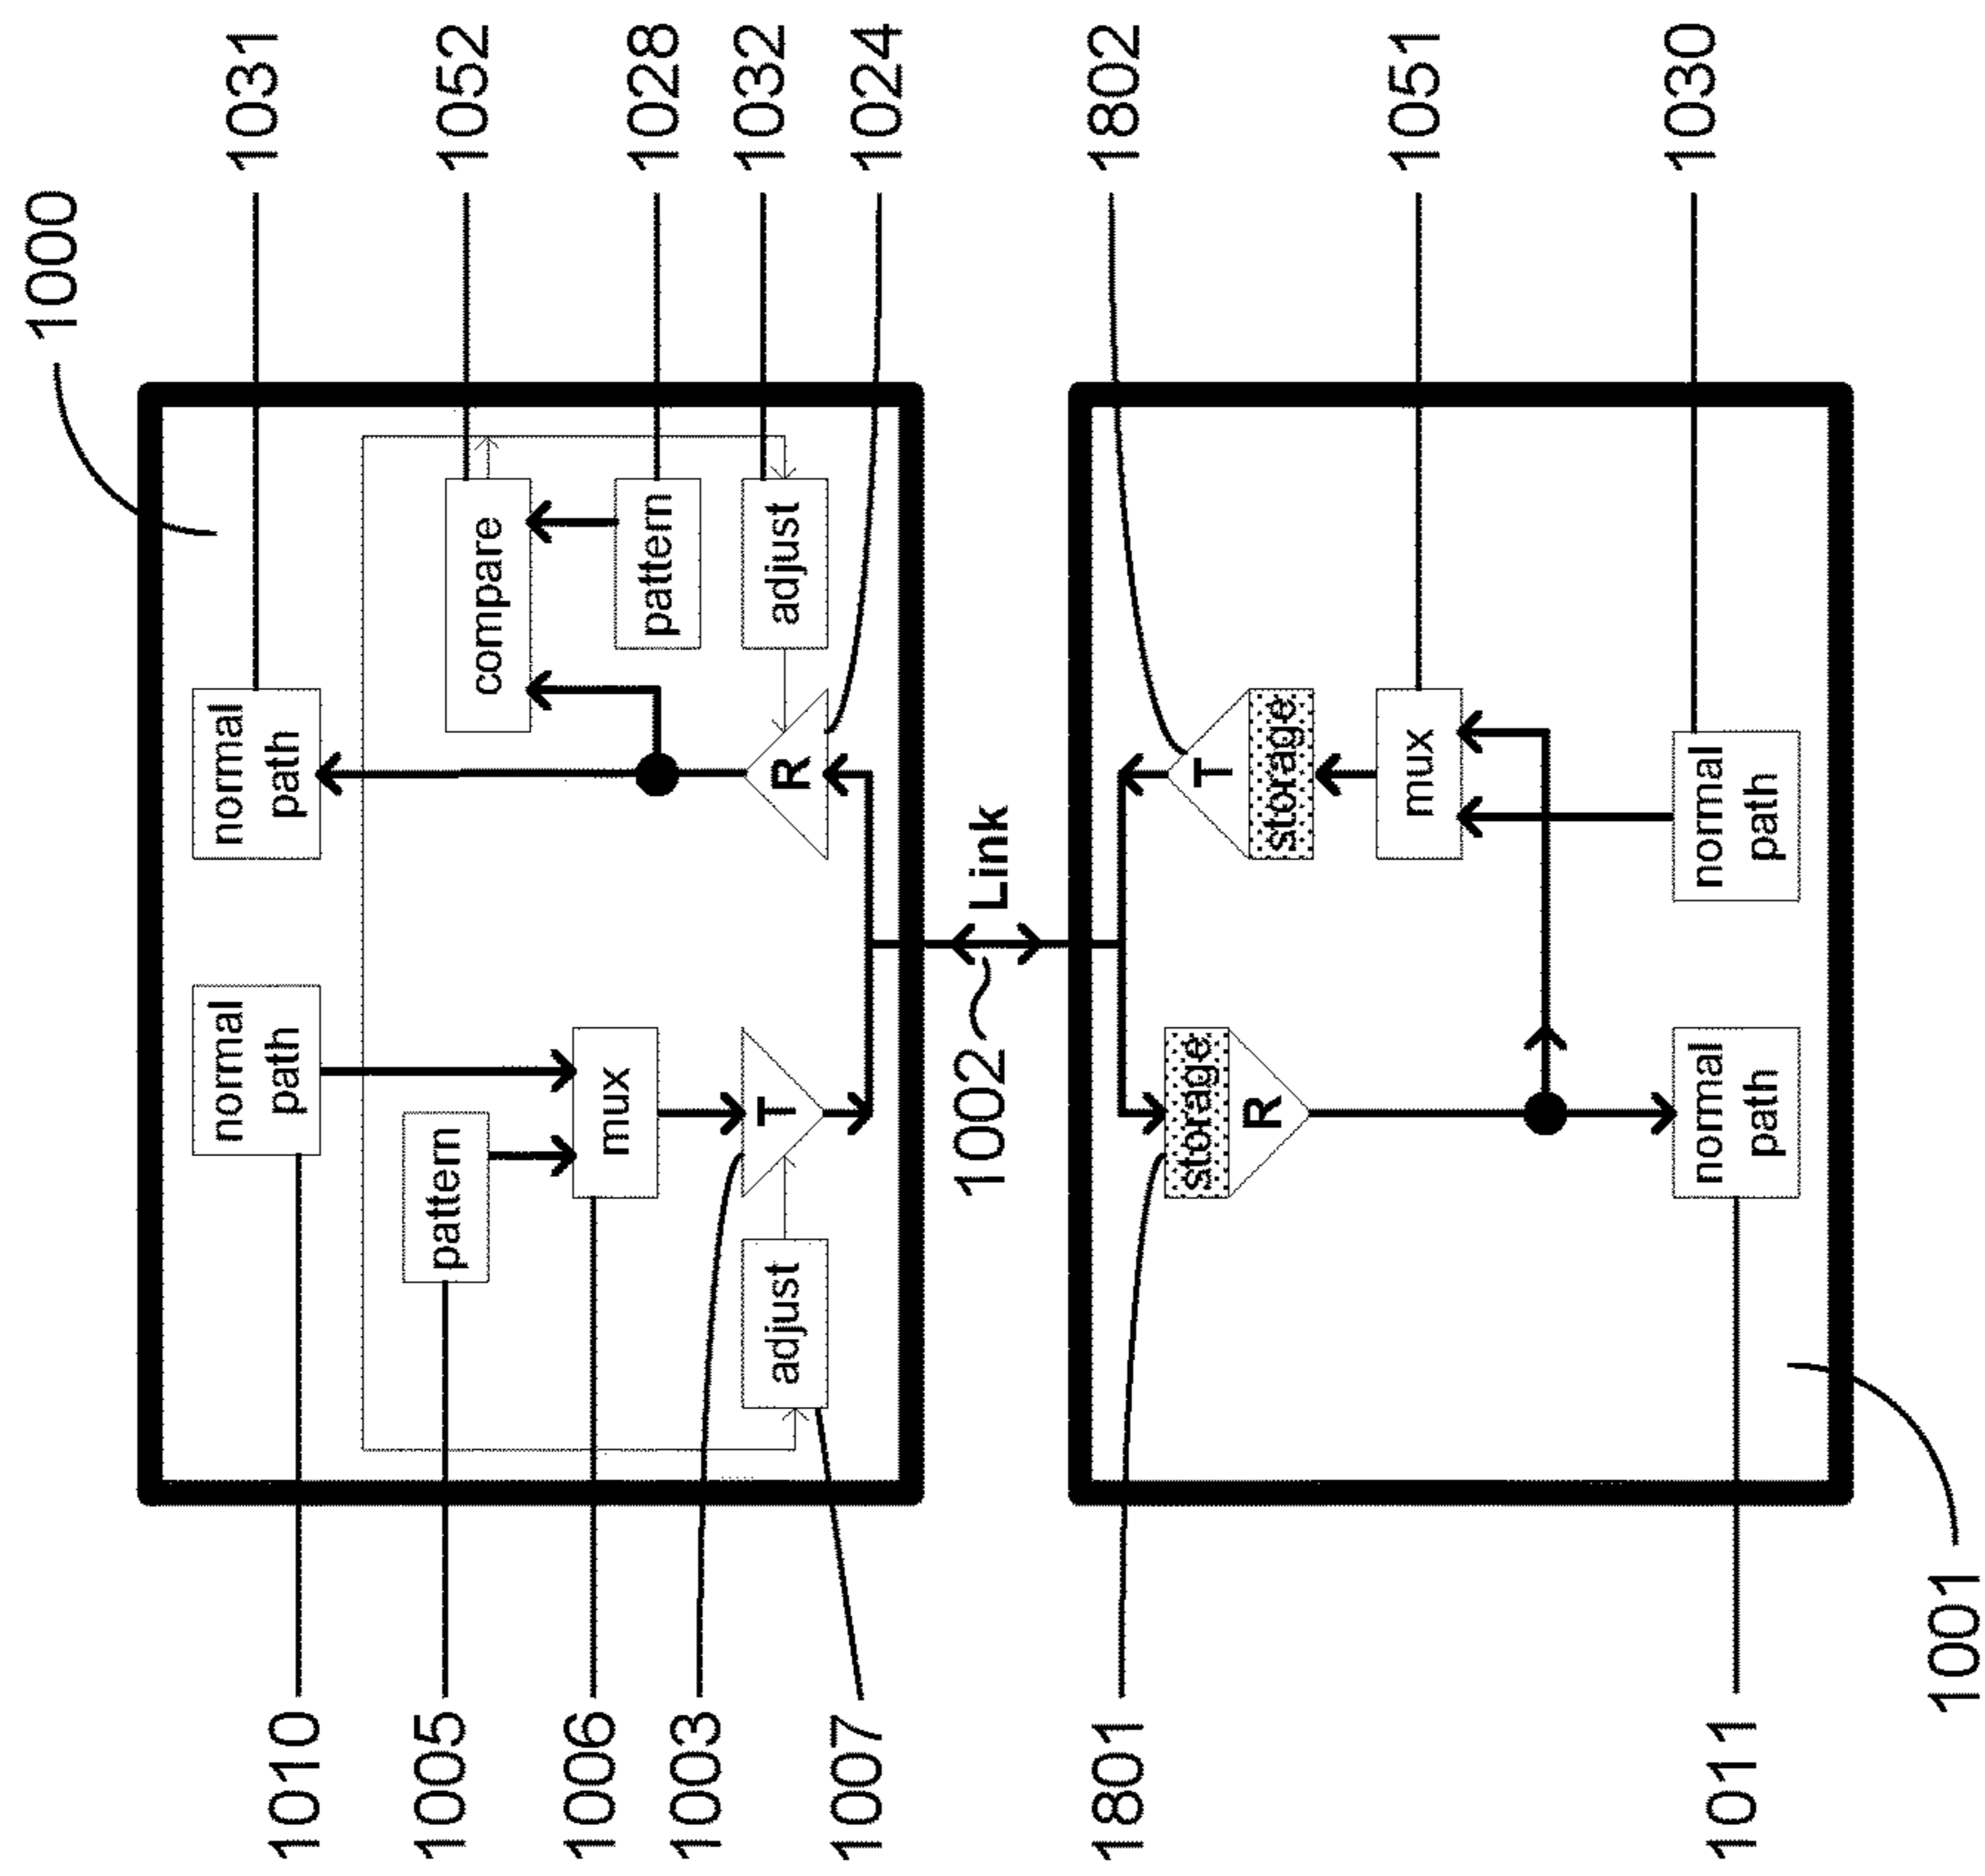 1000
1010
normal
path
normal
path
1031
1005
pattern
compare
1052
1006
mux
pattern
1028
1003
T
R
1007
adjust
adjust
1032
1024
1002
Link
1801
storage
R
T
storage
1802
mux
1051
1011
normal
path
normal
path
1030
1001